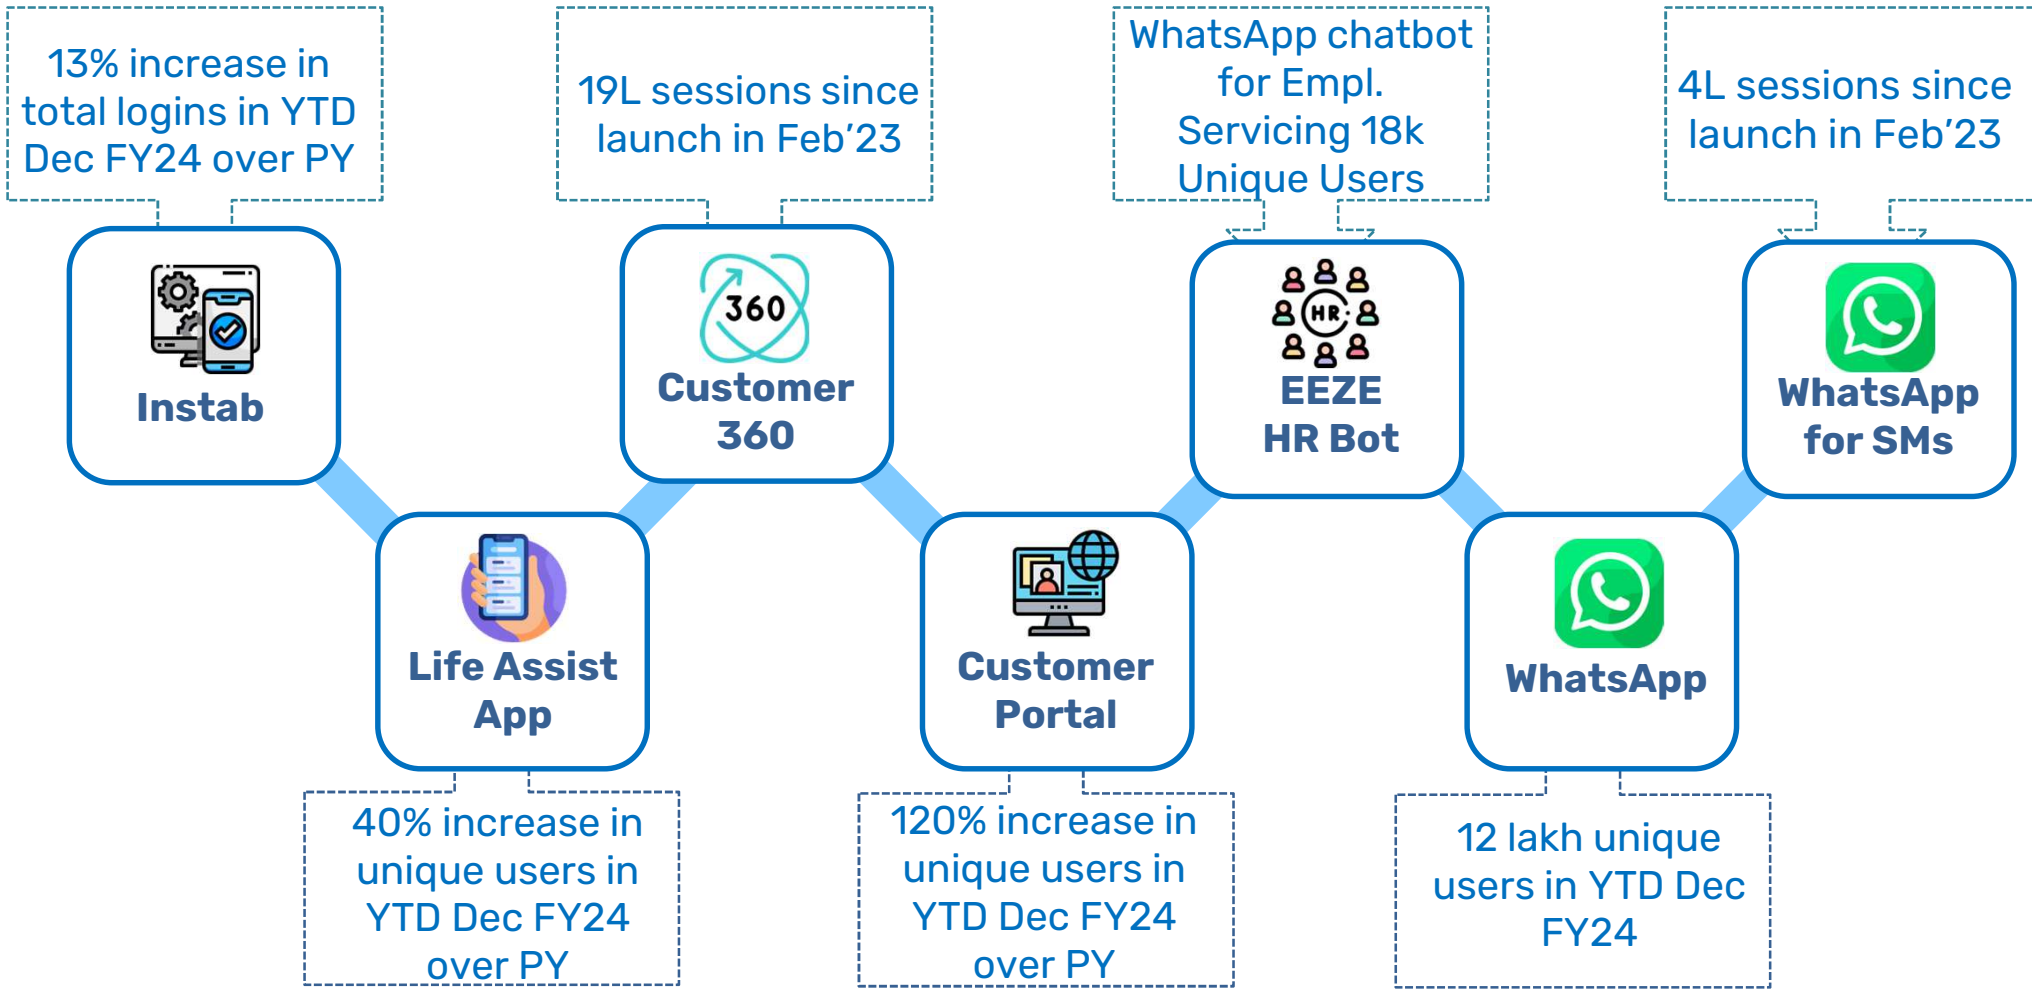 13% increase in
total logins in YTD
Dec FY24 over PY
19L sessions since
launch in Feb’23
WhatsApp chatbot
for Empl.
Servicing 18k
Unique Users
4L sessions since
launch in Feb’23
Instab
360
Customer
360
HR
EEZE
HR Bot
WhatsApp
for SMs
Life Assist
App
Customer
Portal
WhatsApp
40% increase in
unique users in
YTD Dec FY24
over PY
120% increase in
unique users in
YTD Dec FY24
over PY
12 lakh unique
users in YTD Dec
FY24